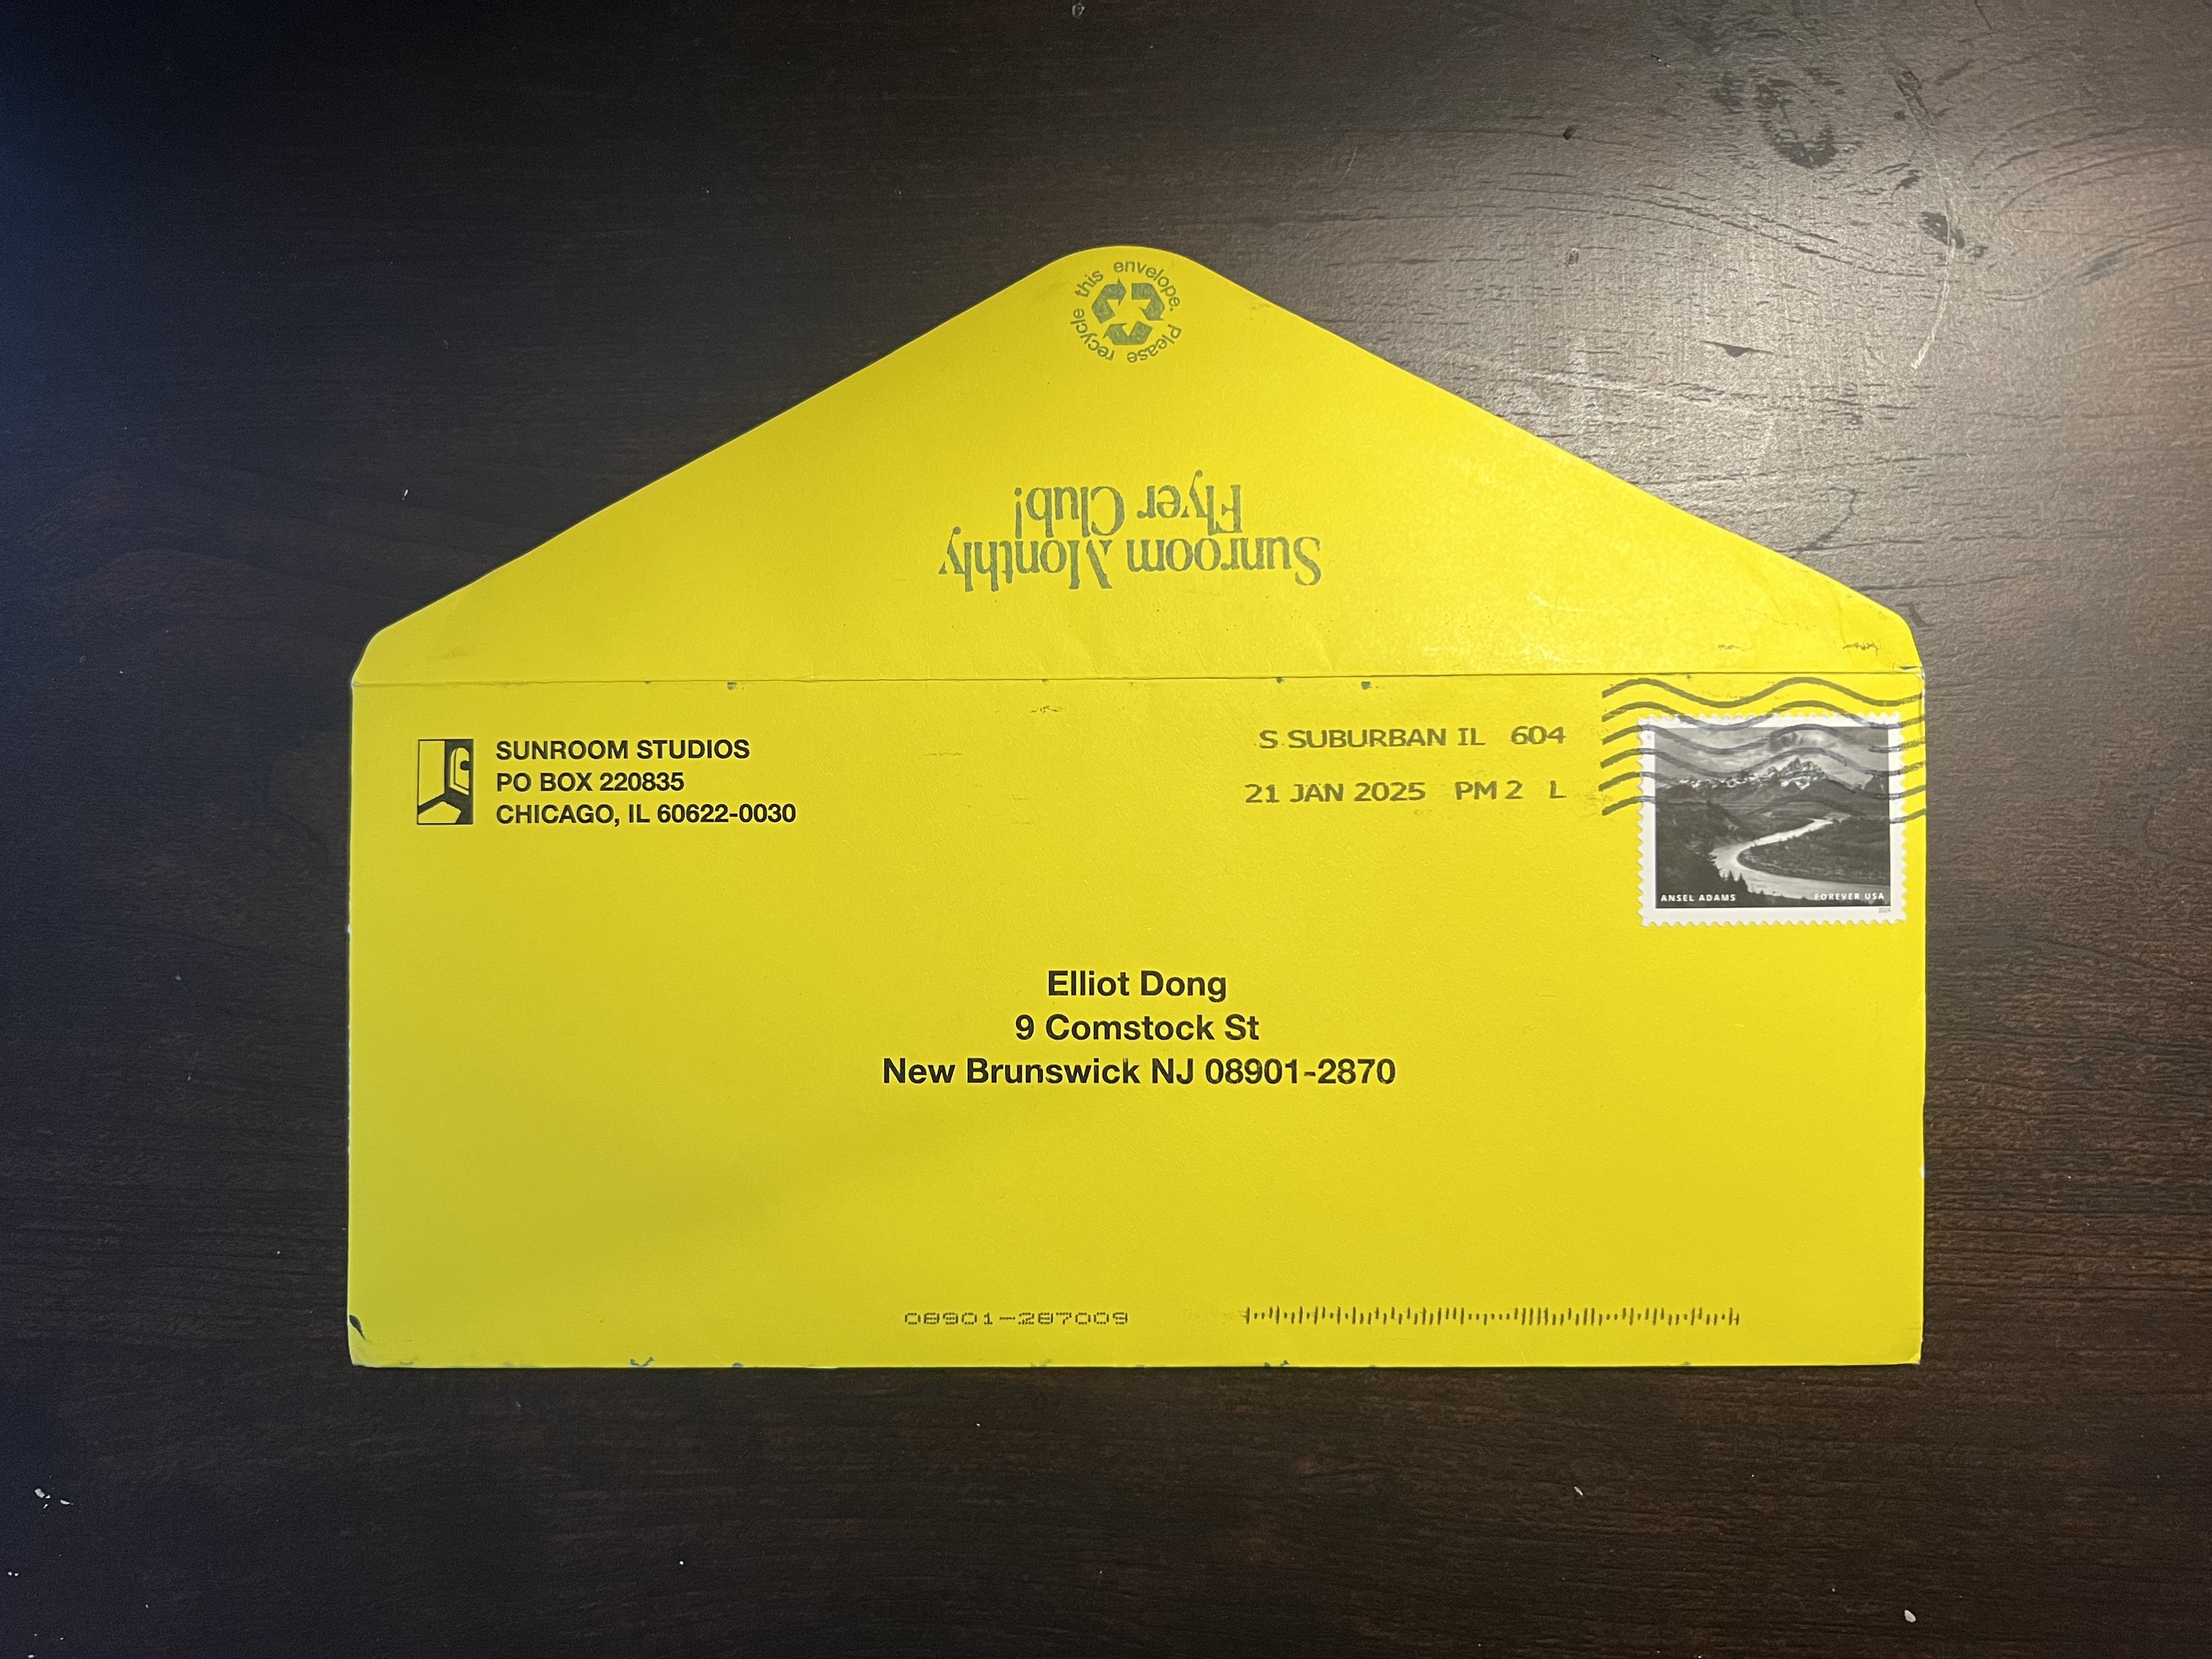 Please recycle this envelope.
Sunroom Monthly
Flyer Club!
SUNROOM STUDIOS
PO BOX 220835
CHICAGO, IL 60622-0030
S SUBURBAN IL 604
21 JAN 2025 PM 2 L
ANSEL ADAMS
FOREVER USA
Elliot Dong
9 Comstock St
New Brunswick NJ 08901-2870
08901-287009